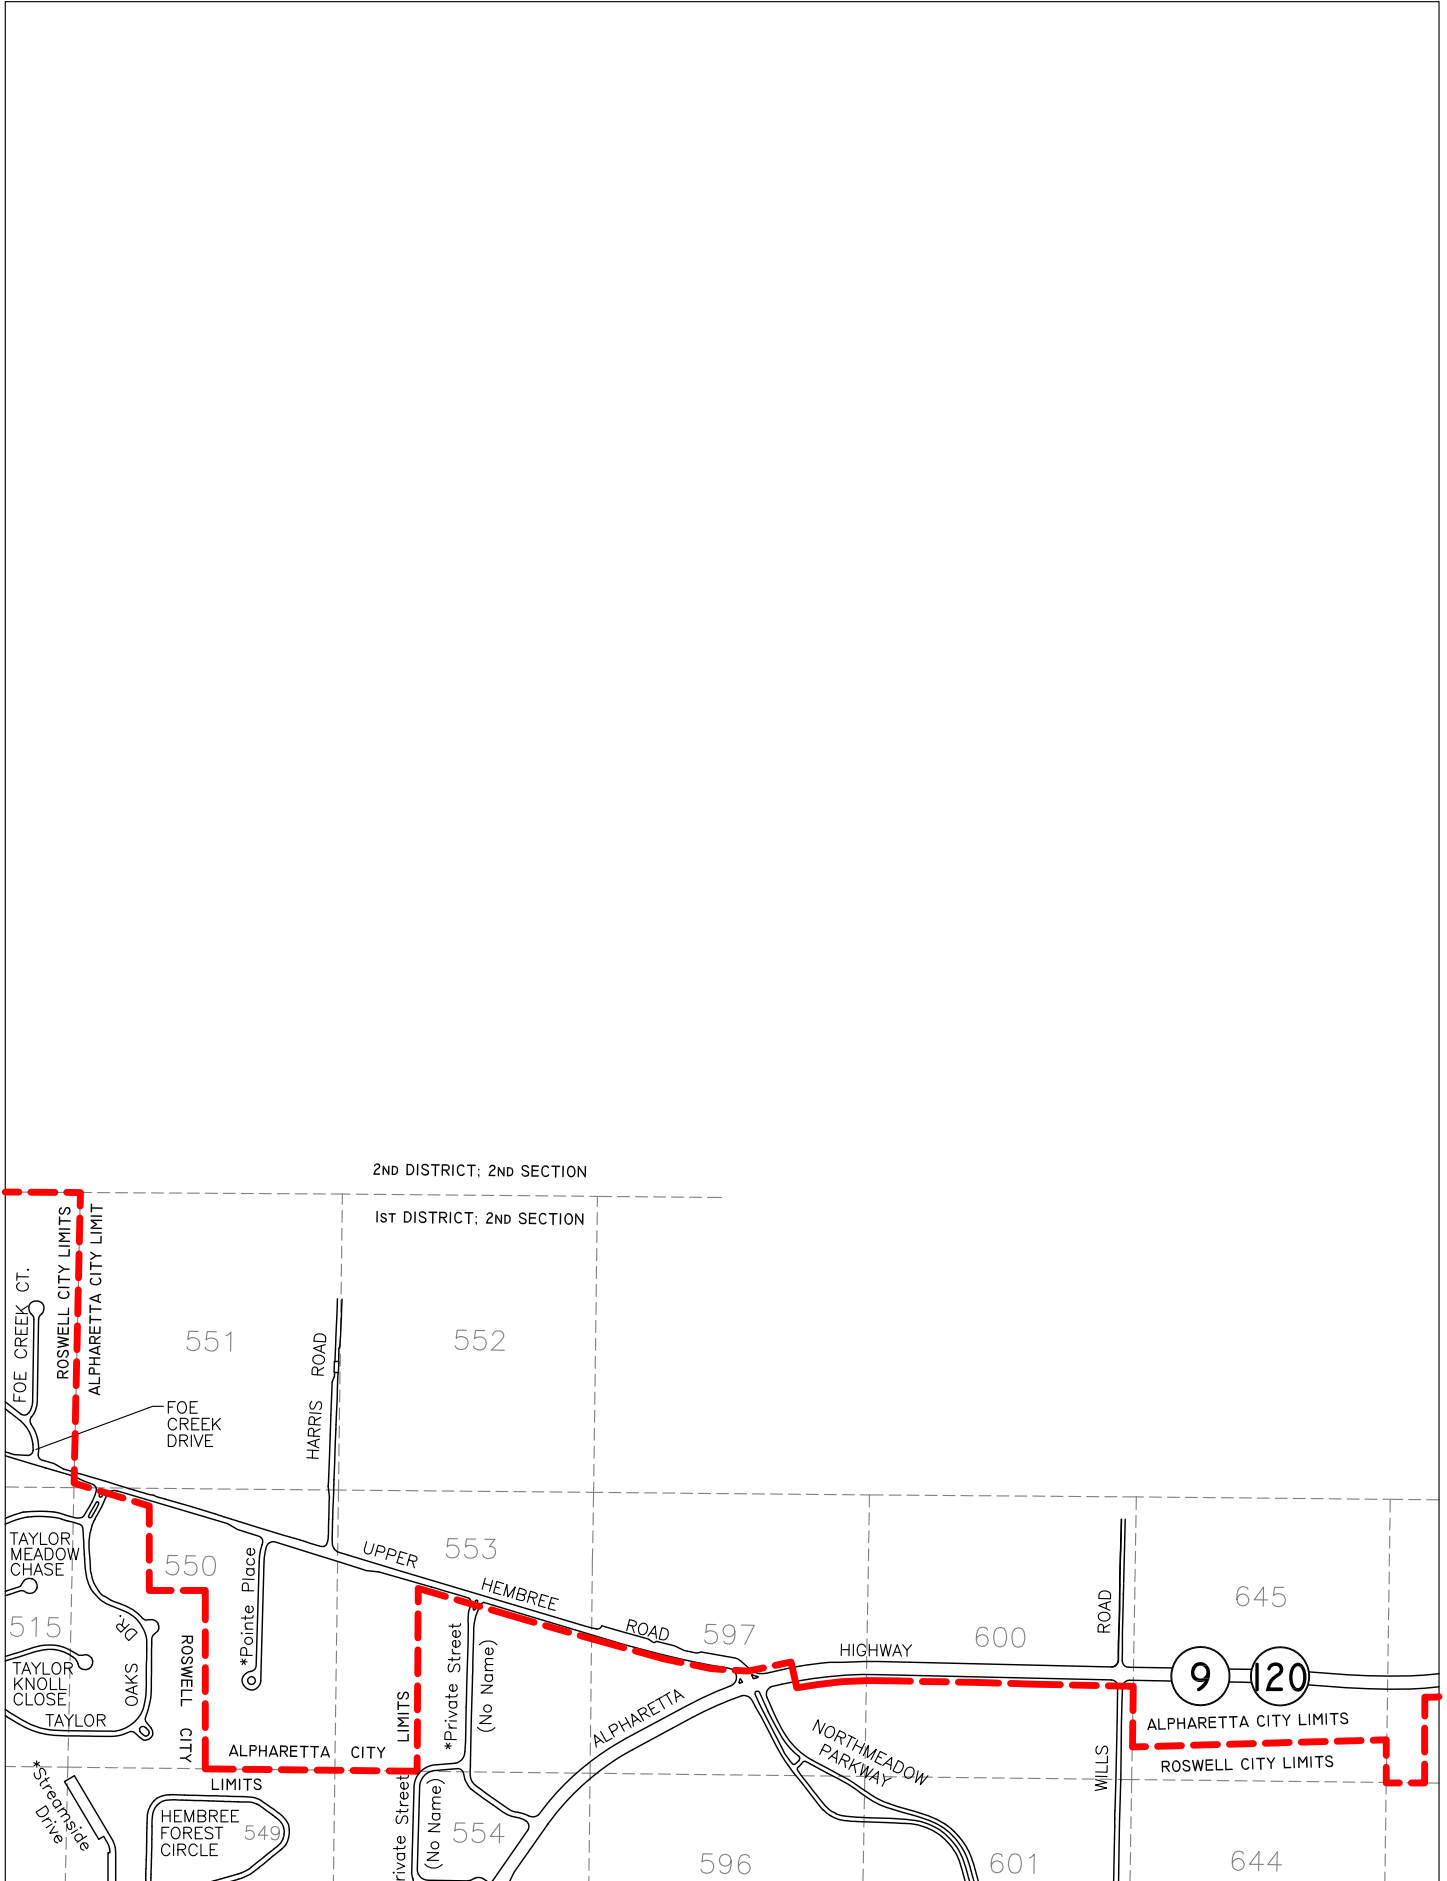 2ND DISTRICT; 2ND SECTION
1ST DISTRICT; 2ND SECTION
ROSWELL CITY LIMITS
ALPHARETTA CITY LIMIT
FOE CREEK CT.
551
HARRIS ROAD
552
FOE
CREEK
DRIVE
TAYLOR
MEADOW
CHASE
550
*Pointe Place
UPPER HEMBREE ROAD
553
515
OAKS DR.
TAYLOR
KNOLL
CLOSE
TAYLOR
ROSWELL CITY
LIMITS
ALPHARETTA CITY
LIMITS
*Private Street
(No Name)
597
HIGHWAY
600
ROAD
645
9
120
ALPHARETTA
NORTHMEADOW
PARKWAY
WILLS
ALPHARETTA CITY LIMITS
ROSWELL CITY LIMITS
*Streamside
Drive
HEMBREE
FOREST
CIRCLE
549
rivate Street
(No Name)
554
596
601
644